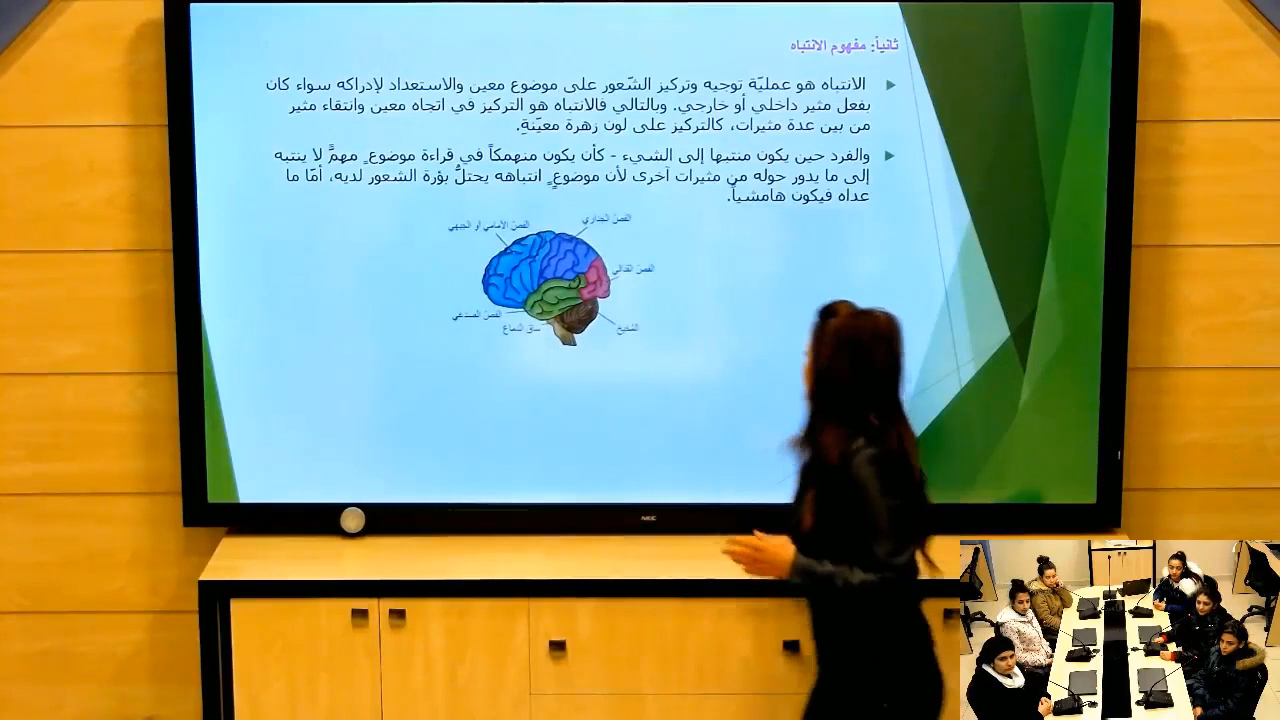 ثانياً: مفهوم الانتباه
الانتباه هو عمليّة توجيه وتركيز الشّعور على موضوع معين والاستعداد لإدراكه سواء كان
بفعل مثير داخلي أو خارجي. وبالتالي فالانتباه هو التركيز في اتجاه معين وانتقاء مثير
من بين عدة مثيرات، كالتركيز على لون زهرة معيّنةِ.
والفرد حين يكون منتبها إلى الشيء - كأن يكون منهمكاً في قراءة موضوعٍ مهمٍّ لا ينتبه
إلى ما يدور حوله من مثيرات آخرى لأن موضوعٍ انتباهه يحتلُّ بؤرة الشعور لديه، أمّا ما
عداه فيكون هامشياً.
الفصّ الجداري
الفصّ الأمامي أو الجبهي
الفصّ القذالي
الفصّ الصدغي
ساق الدماغ
المُخيخ
NEC